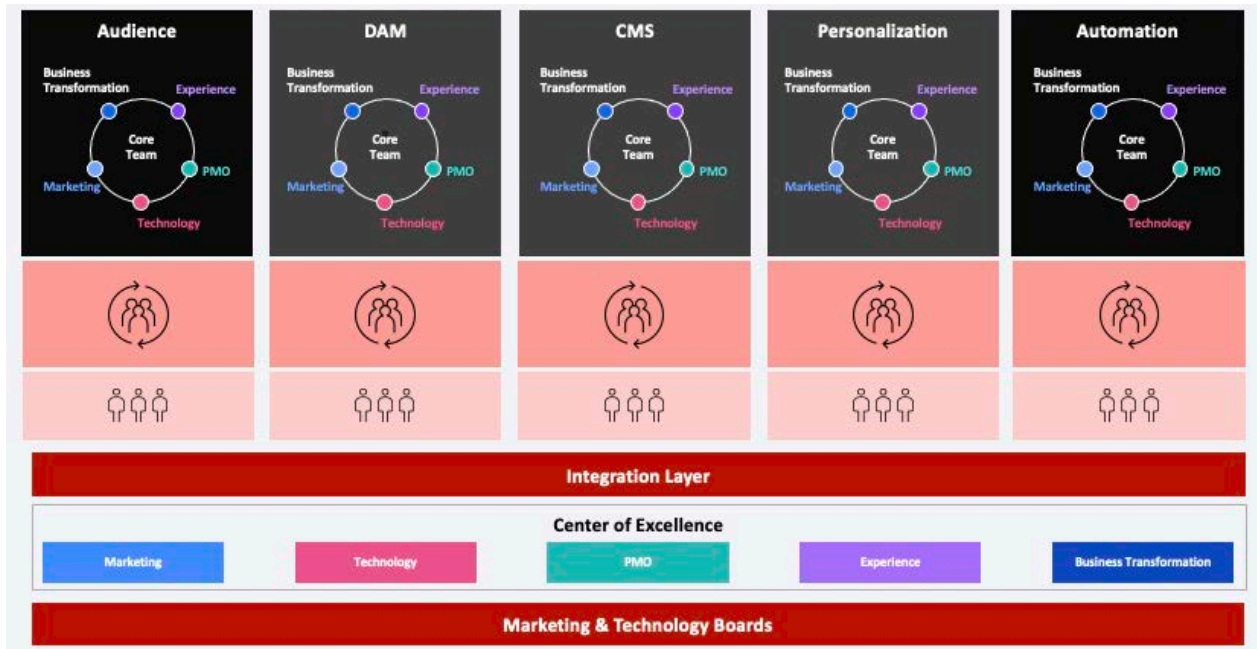 Audience
Business
Transformation
Experience
Core
Team
PMO
Marketing
Technology
DAM
Business
Transformation
Experience
Core
Team
PMO
Marketing
Technology
CMS
Business
Transformation
Experience
Core
Team
PMO
Marketing
Technology
Personalization
Business
Transformation
Experience
Core
Team
PMO
Marketing
Technology
Automation
Business
Transformation
Experience
Core
Team
PMO
Marketing
Technology
Integration Layer
Center of Excellence
Marketing
Technology
PMO
Experience
Business Transformation
Marketing & Technology Boards